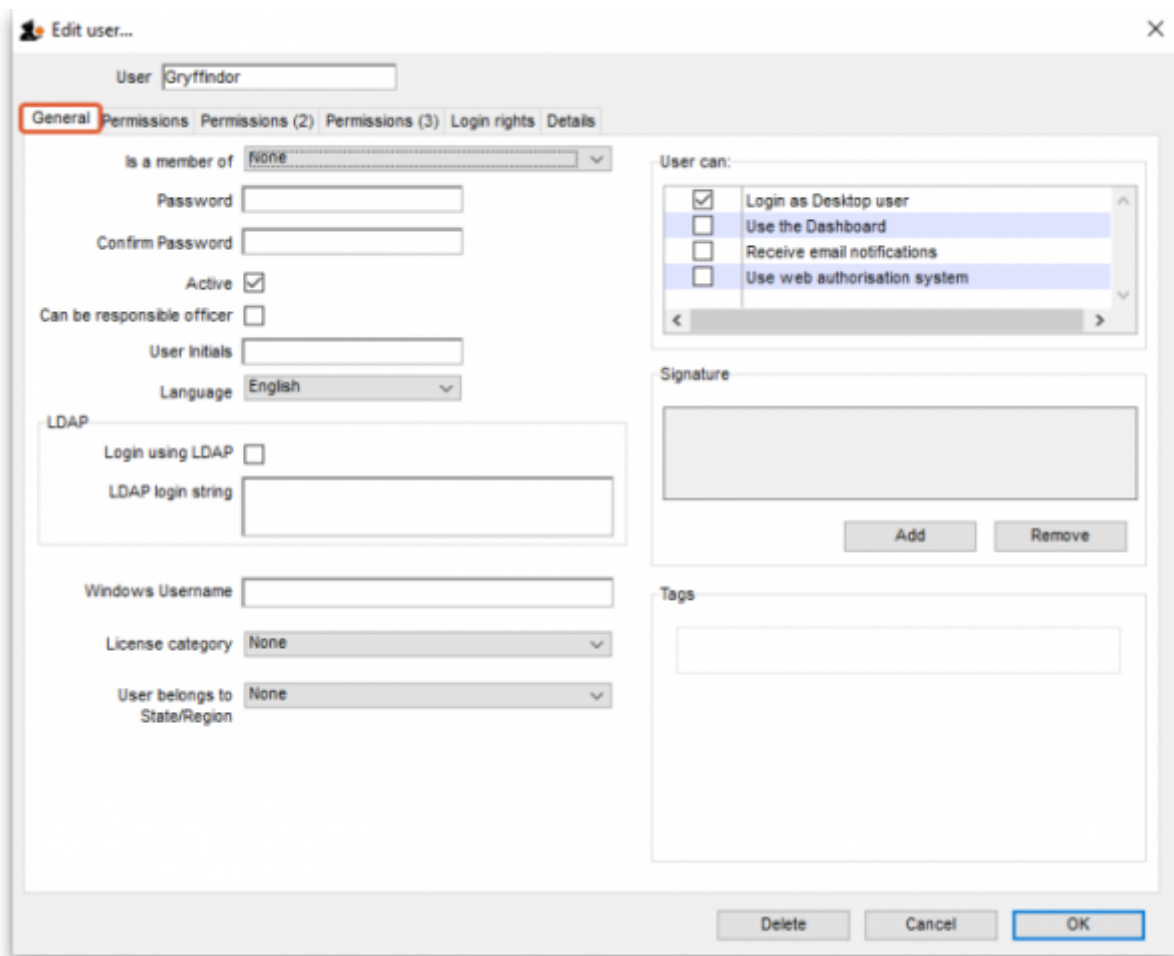 Edit user...
User Gryffindor
General Permissions Permissions (2) Permissions (3) Login rights Details
Is a member of None
Password
Confirm Password
Active
Can be responsible officer
User Initials
Language English
LDAP
Login using LDAP
LDAP login string
Windows Username
License category None
User belongs to None
State/Region
User can:
Login as Desktop user
Use the Dashboard
Receive email notifications
Use web authorisation system
Signature
Add Remove
Tags
Delete Cancel OK